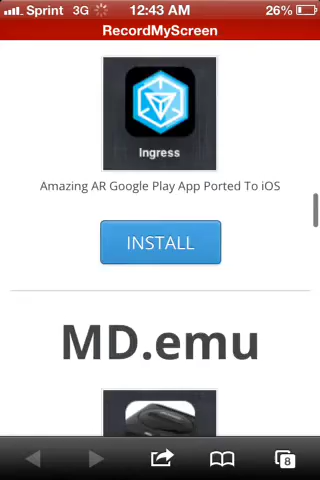 Sprint 3G 12:43 AM 26%
RecordMyScreen
Ingress
Amazing AR Google Play App Ported To iOS
INSTALL
MD.emu
8